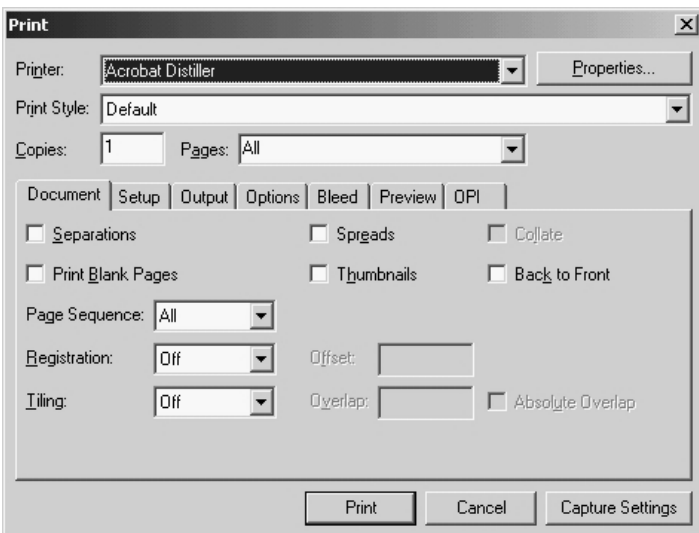 Print
Printer: Acrobat Distiller Properties...
Print Style: Default
Copies: 1 Pages: All
Document Setup Output Options Bleed Preview OPI
Separations Spreads Collate
Print Blank Pages Thumbnails Back to Front
Page Sequence: All
Registration: Off Offset:
Tiling: Off Overlap: Absolute Overlap
Print Cancel Capture Settings